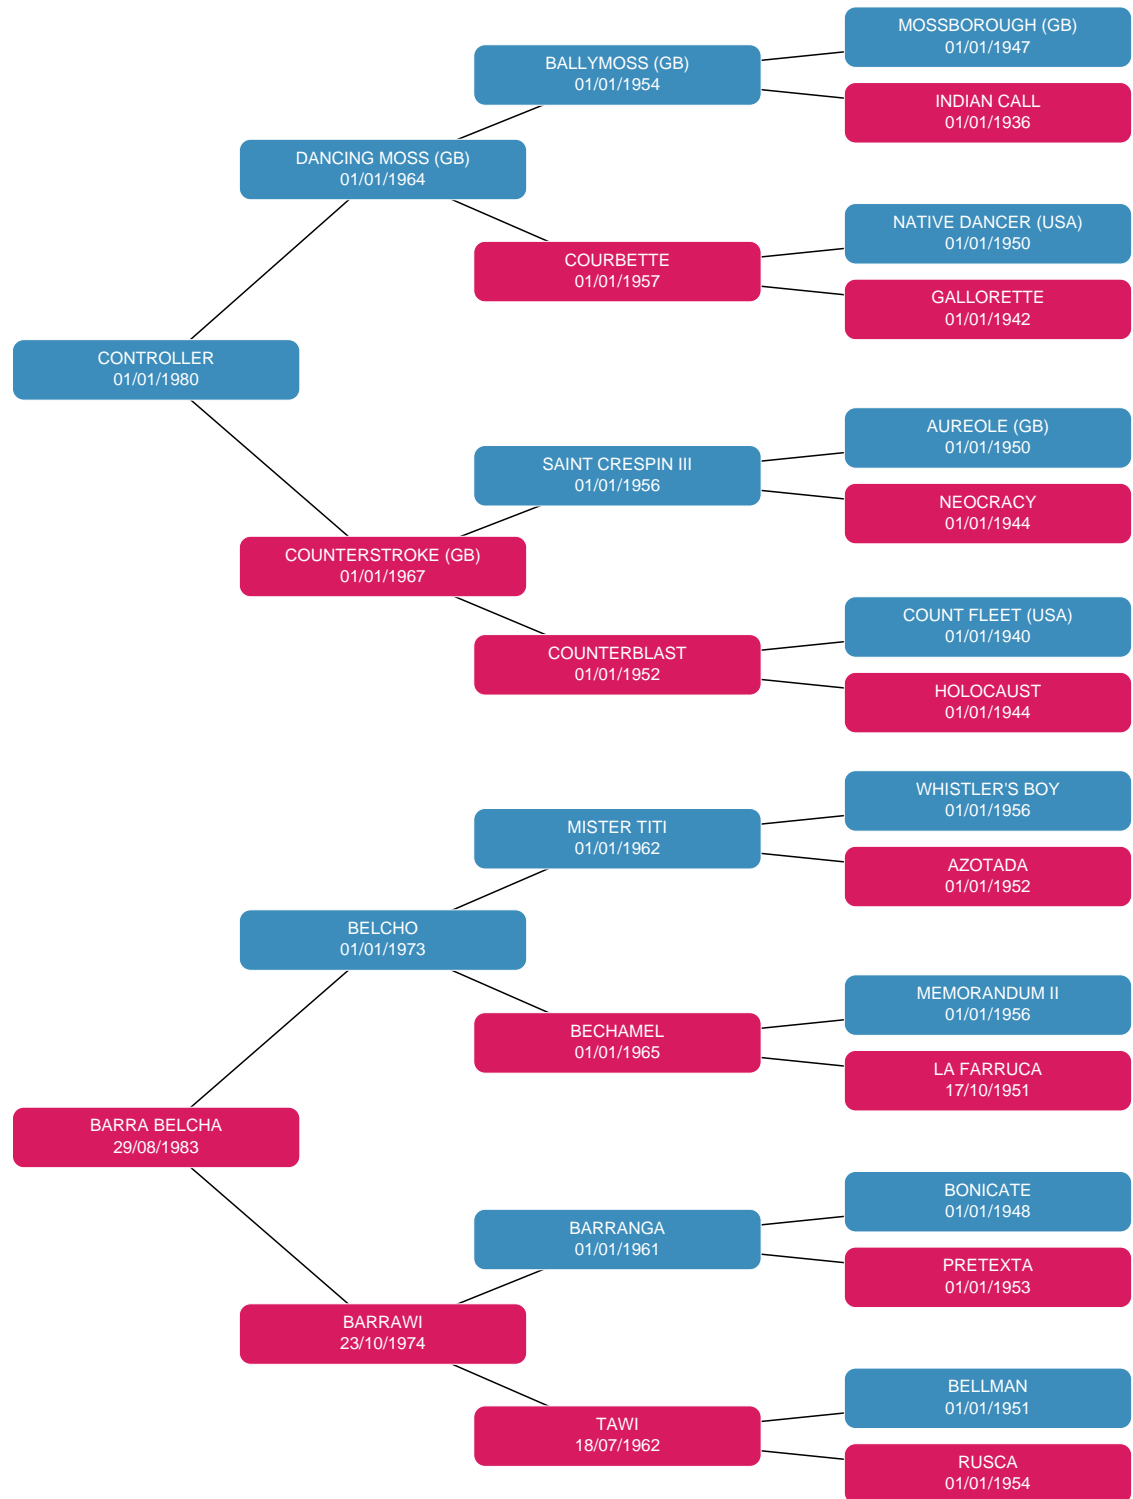 MOSSBOROUGH (GB)
01/01/1947
BALLYMOSS (GB)
01/01/1954
INDIAN CALL
01/01/1936
DANCING MOSS (GB)
01/01/1964
NATIVE DANCER (USA)
01/01/1950
COURBETTE
01/01/1957
GALLORETTE
01/01/1942
CONTROLLER
01/01/1980
AUREOLE (GB)
01/01/1950
SAINT CRESPIN III
01/01/1956
NEOCRACY
01/01/1944
COUNTERSTROKE (GB)
01/01/1967
COUNT FLEET (USA)
01/01/1940
COUNTERBLAST
01/01/1952
HOLOCAUST
01/01/1944
WHISTLER'S BOY
01/01/1956
MISTER TITI
01/01/1962
AZOTADA
01/01/1952
BELCHO
01/01/1973
MEMORANDUM II
01/01/1956
BECHAMEL
01/01/1965
LA FARRUCA
17/10/1951
BARRA BELCHA
29/08/1983
BONICATE
01/01/1948
BARRANGA
01/01/1961
PRETEXTA
01/01/1953
BARRAWI
23/10/1974
BELLMAN
01/01/1951
TAWI
18/07/1962
RUSCA
01/01/1954